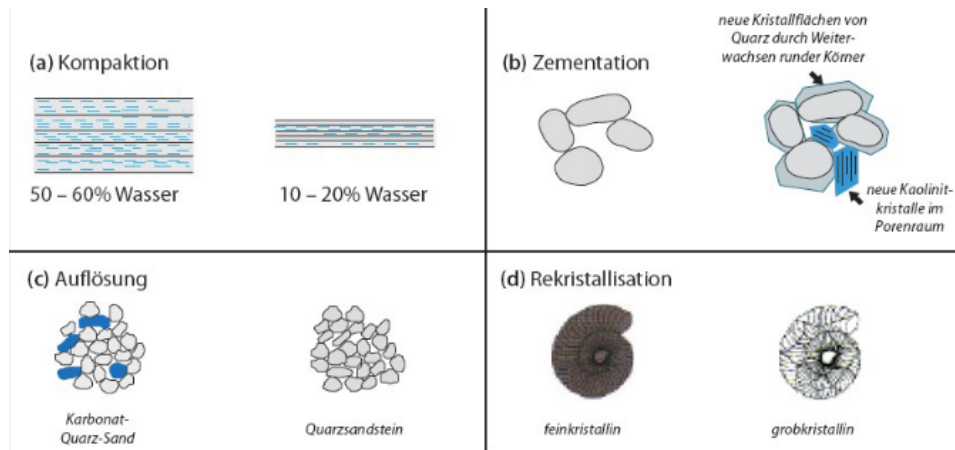 (a) Kompaktion
50 – 60% Wasser
10 – 20% Wasser
(b) Zementation
neue Kristallflächen von
Quarz durch Weiter-
wachsen runder Körner
neue Kaolinit-
kristalle im
Porenraum
(c) Auflösung
Karbonat-
Quarz-Sand
Quarzsandstein
(d) Rekristallisation
feinkristallin
grobkristallin